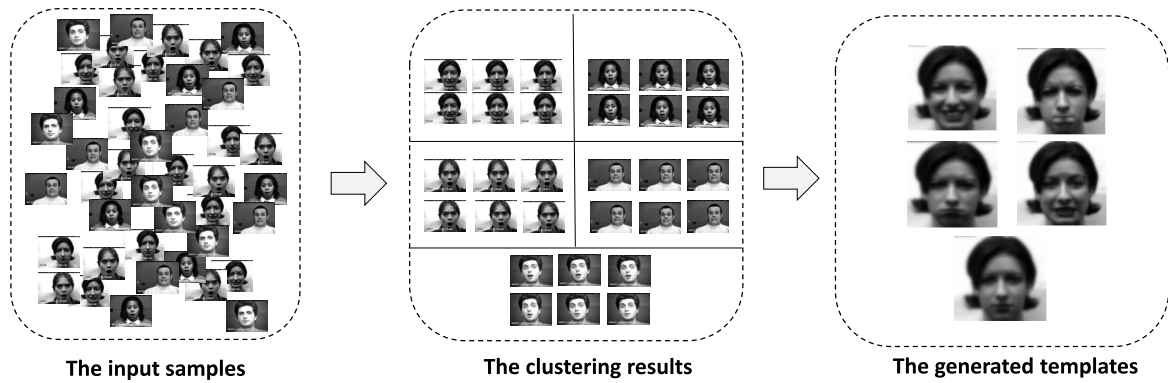 The input samples
The clustering results
The generated templates